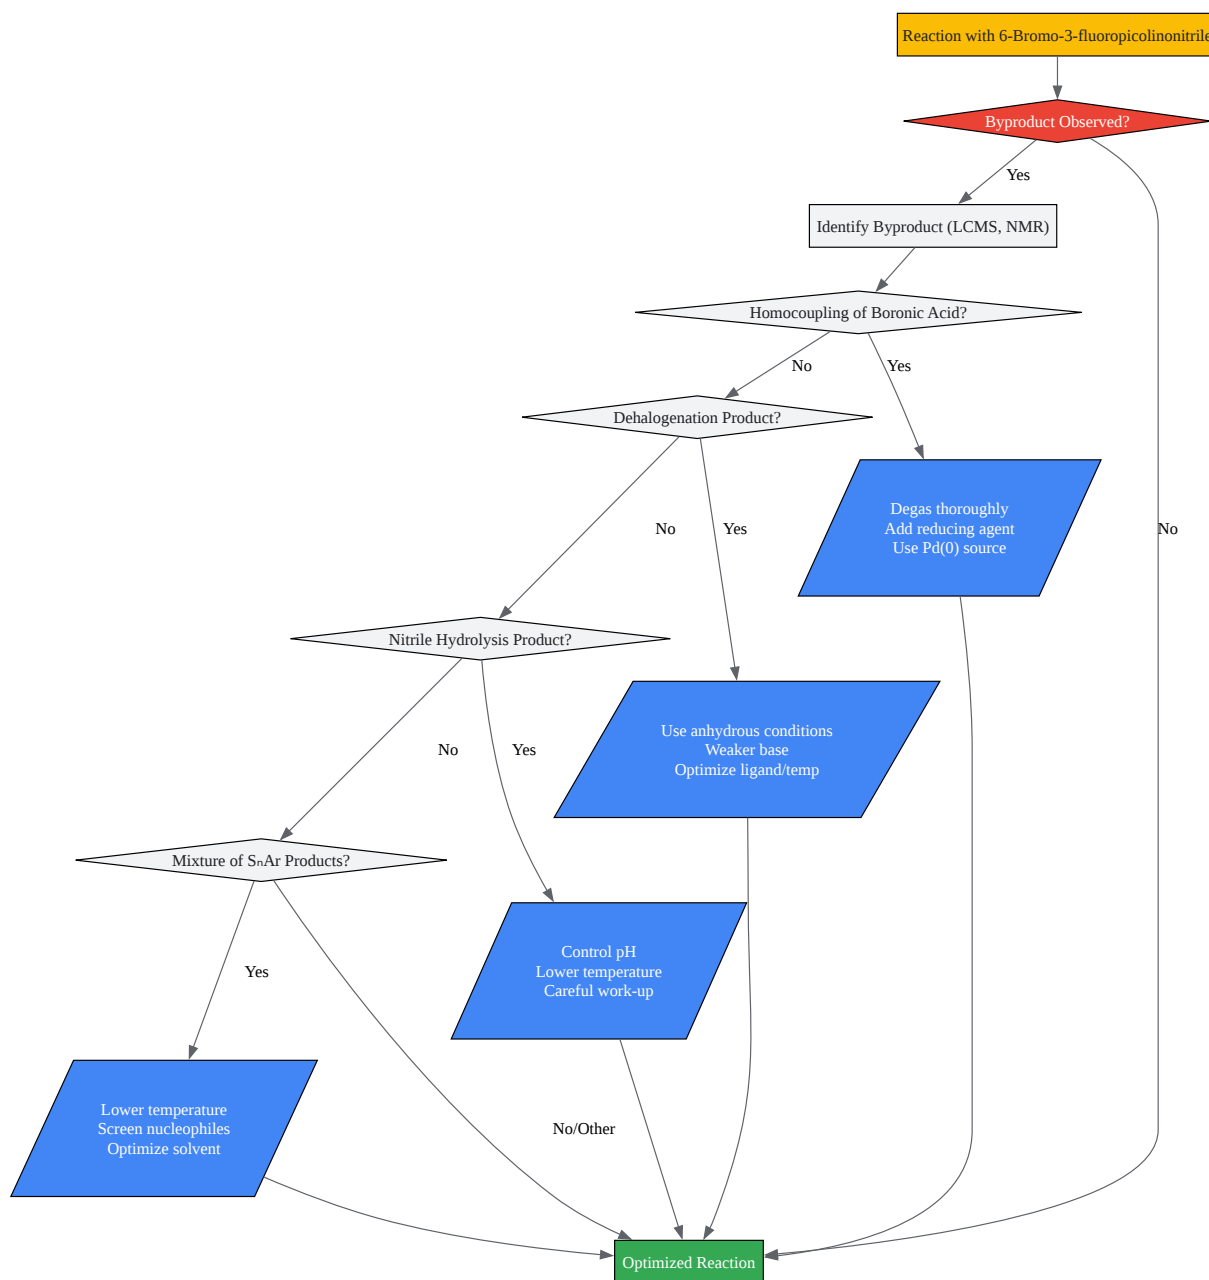 Reaction with 6-Bromo-3-fluoropicolinonitrile
Byproduct Observed?
Yes
Identify Byproduct (LCMS, NMR)
Homocoupling of Boronic Acid?
No
Yes
Dehalogenation Product?
Degas thoroughly
Add reducing agent
Use Pd(0) source
No
Yes
No
Nitrile Hydrolysis Product?
Use anhydrous conditions
Weaker base
Optimize ligand/temp
No
Yes
Mixture of SₙAr Products?
Control pH
Lower temperature
Careful work-up
Yes
Lower temperature
Screen nucleophiles
Optimize solvent
No/Other
Optimized Reaction